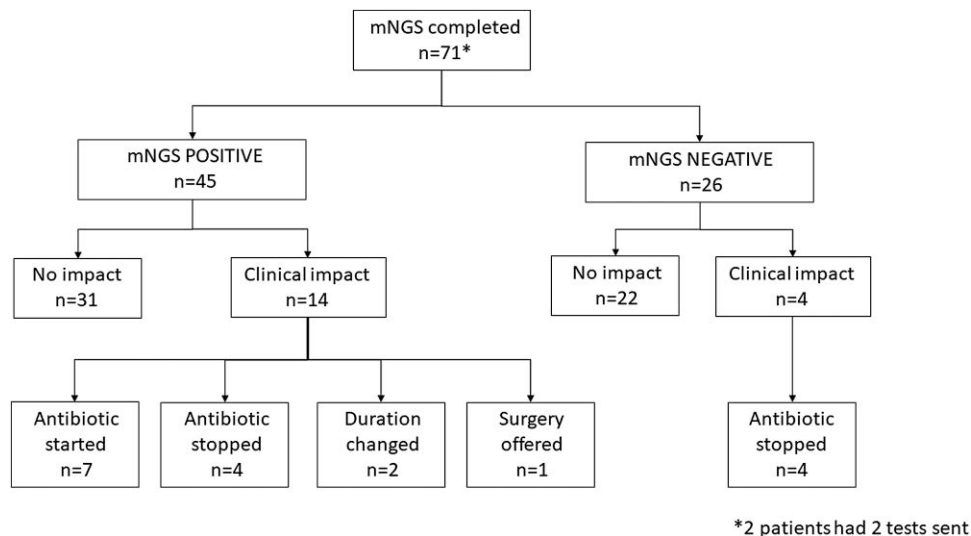 mNGS completed
n=71*
mNGS POSITIVE
n=45
mNGS NEGATIVE
n=26
No impact
n=31
Clinical impact
n=14
No impact
n=22
Clinical impact
n=4
Antibiotic
started
n=7
Antibiotic
stopped
n=4
Duration
changed
n=2
Surgery
offered
n=1
Antibiotic
stopped
n=4
*2 patients had 2 tests sent